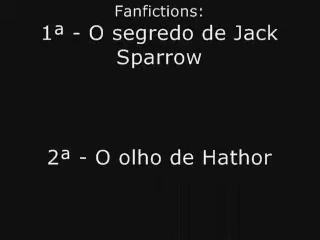 Fanfictions:
1ª - O segredo de Jack
Sparrow
2ª - O olho de Hathor